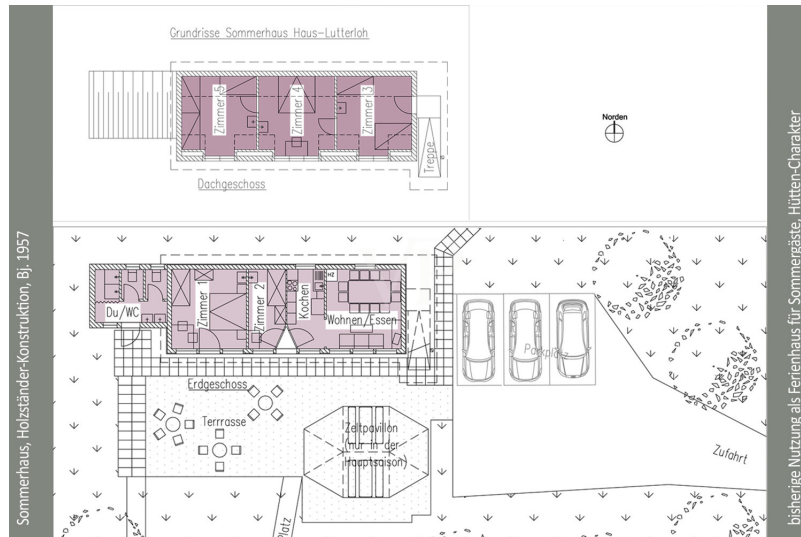 Sommerhaus, Holzständer-Konstruktion, Bj. 1957
Grundrisse Sommerhaus Haus-Lutterloh
Zimmer 5
Zimmer 4
Zimmer 3
Treppe
Dachgeschoss
Norden
Du/WC
Zimmer 1
Zimmer 2
Kochen
HZ
Wohnen/Essen
Erdgeschoss
Terrrasse
Zeltpavillon
(nur in der
Hauptsaison)
Parkplatz
Zufahrt
Platz
bisherige Nutzung als Ferienhaus für Sommergäste, Hütten-Charakter